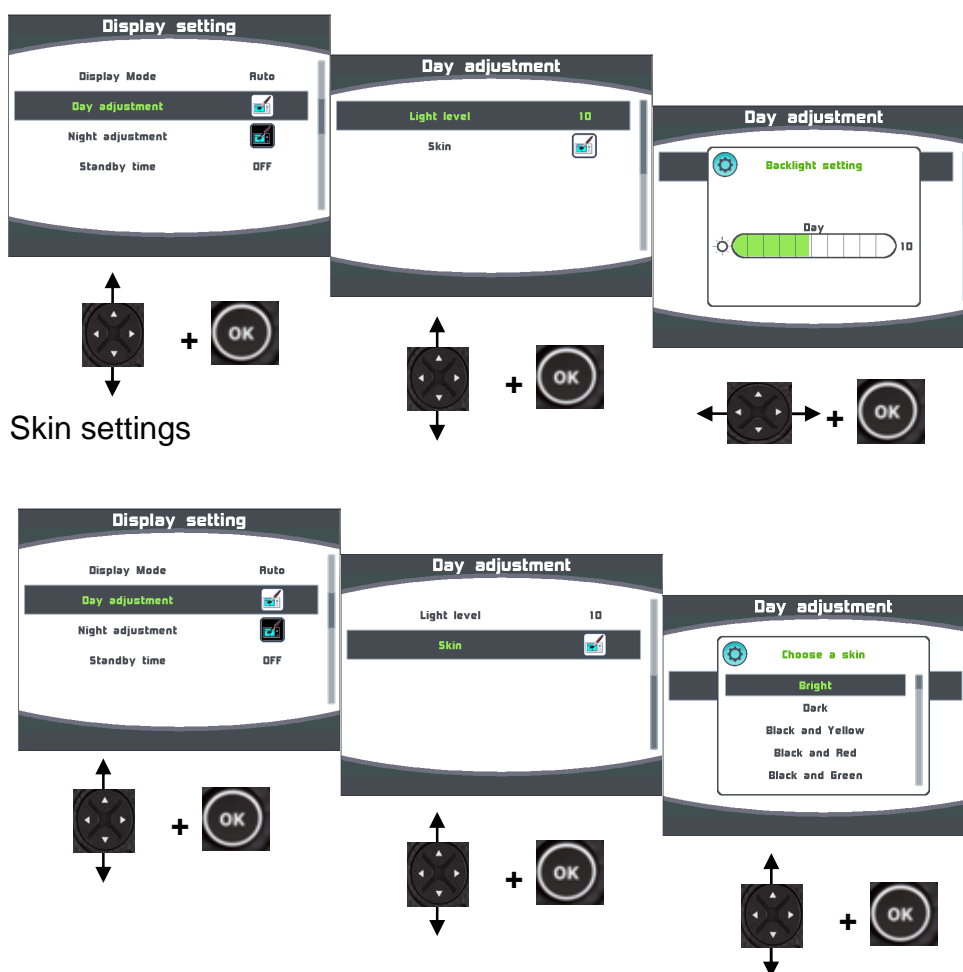 Display setting
Display Mode Auto
Day adjustment
Night adjustment
Standby time OFF
Day adjustment
Light level 10
Skin
Day adjustment
Backlight setting
Day
10
+ OK
+ OK
+ OK
Skin settings
Display setting
Display Mode Auto
Day adjustment
Night adjustment
Standby time OFF
Day adjustment
Light level 10
Skin
Day adjustment
Choose a skin
Bright
Dark
Black and Yellow
Black and Red
Black and Green
+ OK
+ OK
+ OK